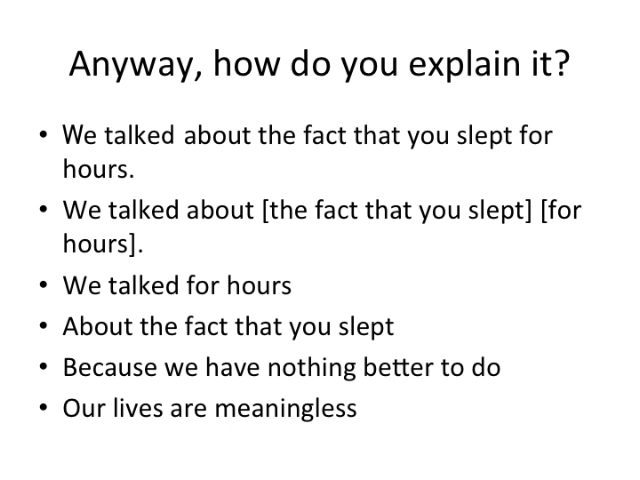 Anyway, how do you explain it?
• We talked about the fact that you slept for
hours.
• We talked about [the fact that you slept] [for
hours].
• We talked for hours
• About the fact that you slept
• Because we have nothing better to do
• Our lives are meaningless